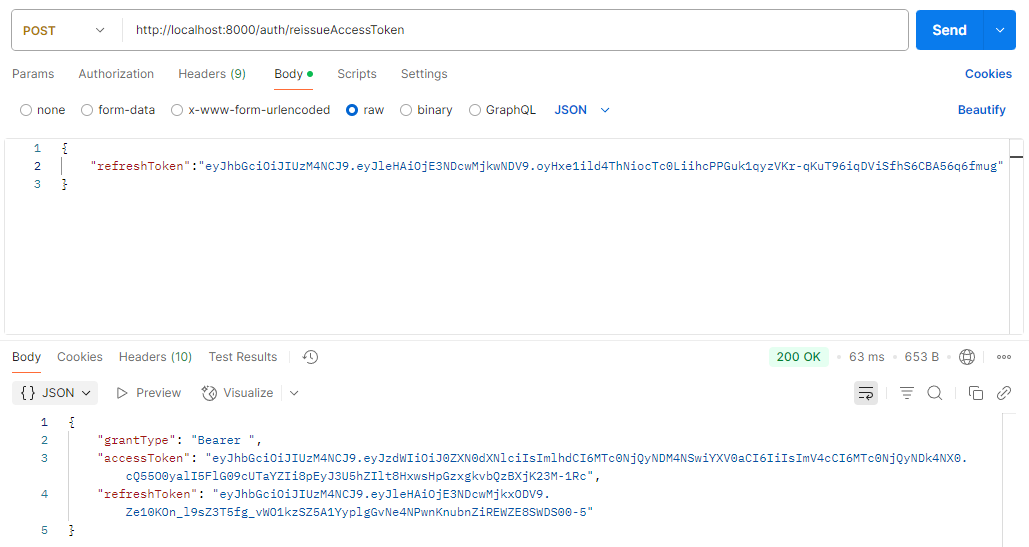 POST http://localhost:8000/auth/reissueAccessToken Send
Params Authorization Headers (9) Body Scripts Settings Cookies
none form-data x-www-form-urlencoded raw binary GraphQL JSON Beautify
1 {
2 "refreshToken":"eyJhbGciOiJIUzM4NCJ9.eyJleHAiOjE3NDcwMjkwNDV9.oyHxe1ild4ThNiocTc0LiihcPPGuk1qyzVKr-qKuT96iqDViSfhS6CBA56q6fmug"
3 }
Body Cookies Headers (10) Test Results 200 OK • 63 ms • 653 B
{} JSON Preview Visualize
1 {
2 "grantType": "Bearer ",
3 "accessToken": "eyJhbGciOiJIUzM4NCJ9.eyJzdWIiOiJ0ZXN0dXNlciIsImlhdCI6MTc0NjQyNDM4NSwiYXV0aCI6IiIsImV4cCI6MTc0NjQyNDk4NX0.
cQ55O0yalI5FlG09cUTaYZIi8pEyJ3U5hZIlt8HxwsHpGzxgkvbQzBXjK23M-1Rc",
4 "refreshToken": "eyJhbGciOiJIUzM4NCJ9.eyJleHAiOjE3NDcwMjkxODV9.
Ze10KOn_l9sZ3T5fg_vWO1kzSZ5A1YyplgGvNe4NPwnKnubnZiREWZE8SWDS00-5"
5 }